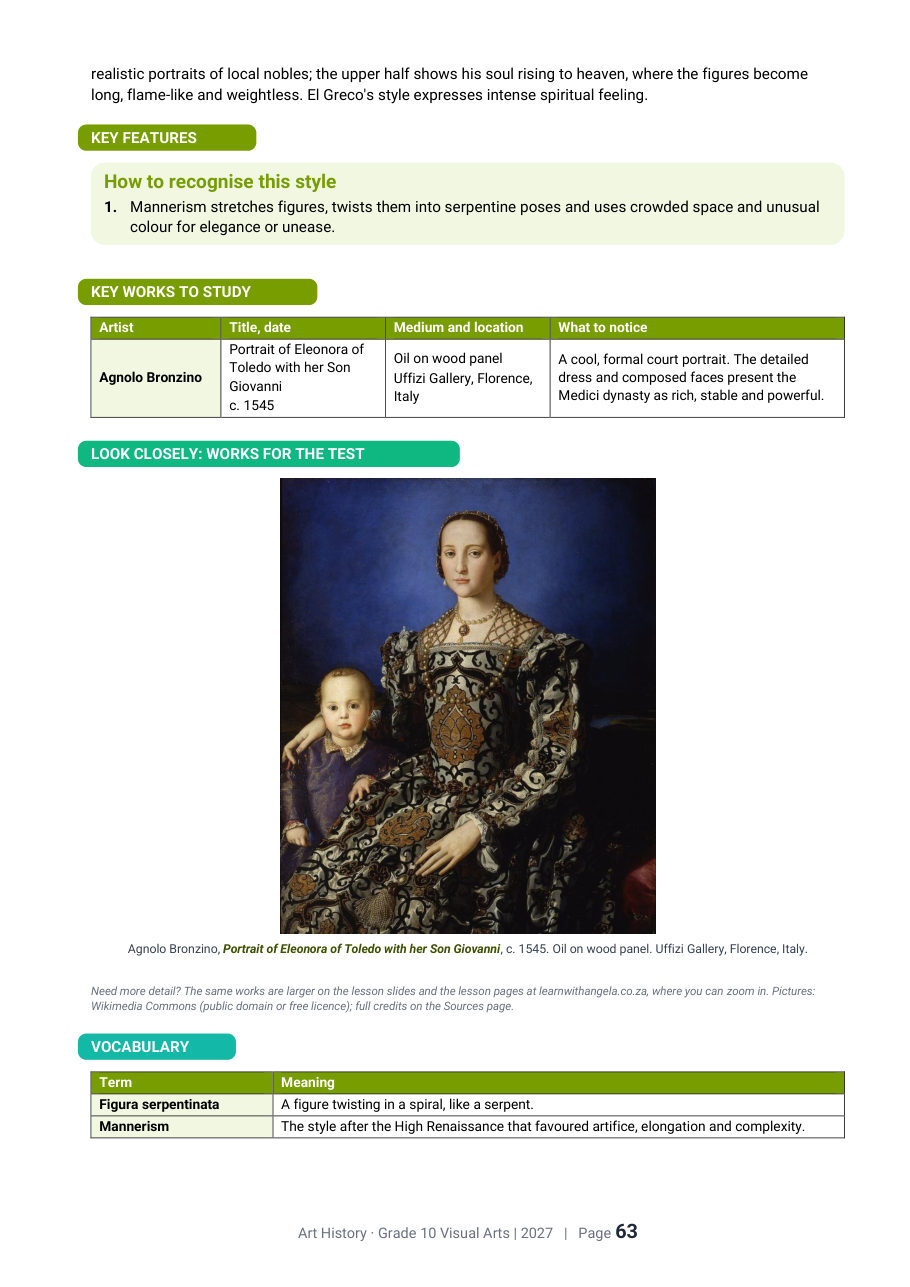 realistic portraits of local nobles; the upper half shows his soul rising to heaven, where the figures become
long, flame-like and weightless. El Greco's style expresses intense spiritual feeling.
KEY FEATURES
How to recognise this style
1. Mannerism stretches figures, twists them into serpentine poses and uses crowded space and unusual
colour for elegance or unease.
KEY WORKS TO STUDY
Artist Title, date Medium and location What to notice
Agnolo Bronzino
Portrait of Eleonora of
Toledo with her Son
Giovanni
c. 1545
Oil on wood panel
Uffizi Gallery, Florence,
Italy
A cool, formal court portrait. The detailed
dress and composed faces present the
Medici dynasty as rich, stable and powerful.
LOOK CLOSELY: WORKS FOR THE TEST
Agnolo Bronzino, Portrait of Eleonora of Toledo with her Son Giovanni, c. 1545. Oil on wood panel. Uffizi Gallery, Florence, Italy.
Need more detail? The same works are larger on the lesson slides and the lesson pages at learnwithangela.co.za, where you can zoom in. Pictures:
Wikimedia Commons (public domain or free licence); full credits on the Sources page.
VOCABULARY
Term Meaning
Figura serpentinata A figure twisting in a spiral, like a serpent.
Mannerism The style after the High Renaissance that favoured artifice, elongation and complexity.
Art History · Grade 10 Visual Arts | 2027 | Page 63